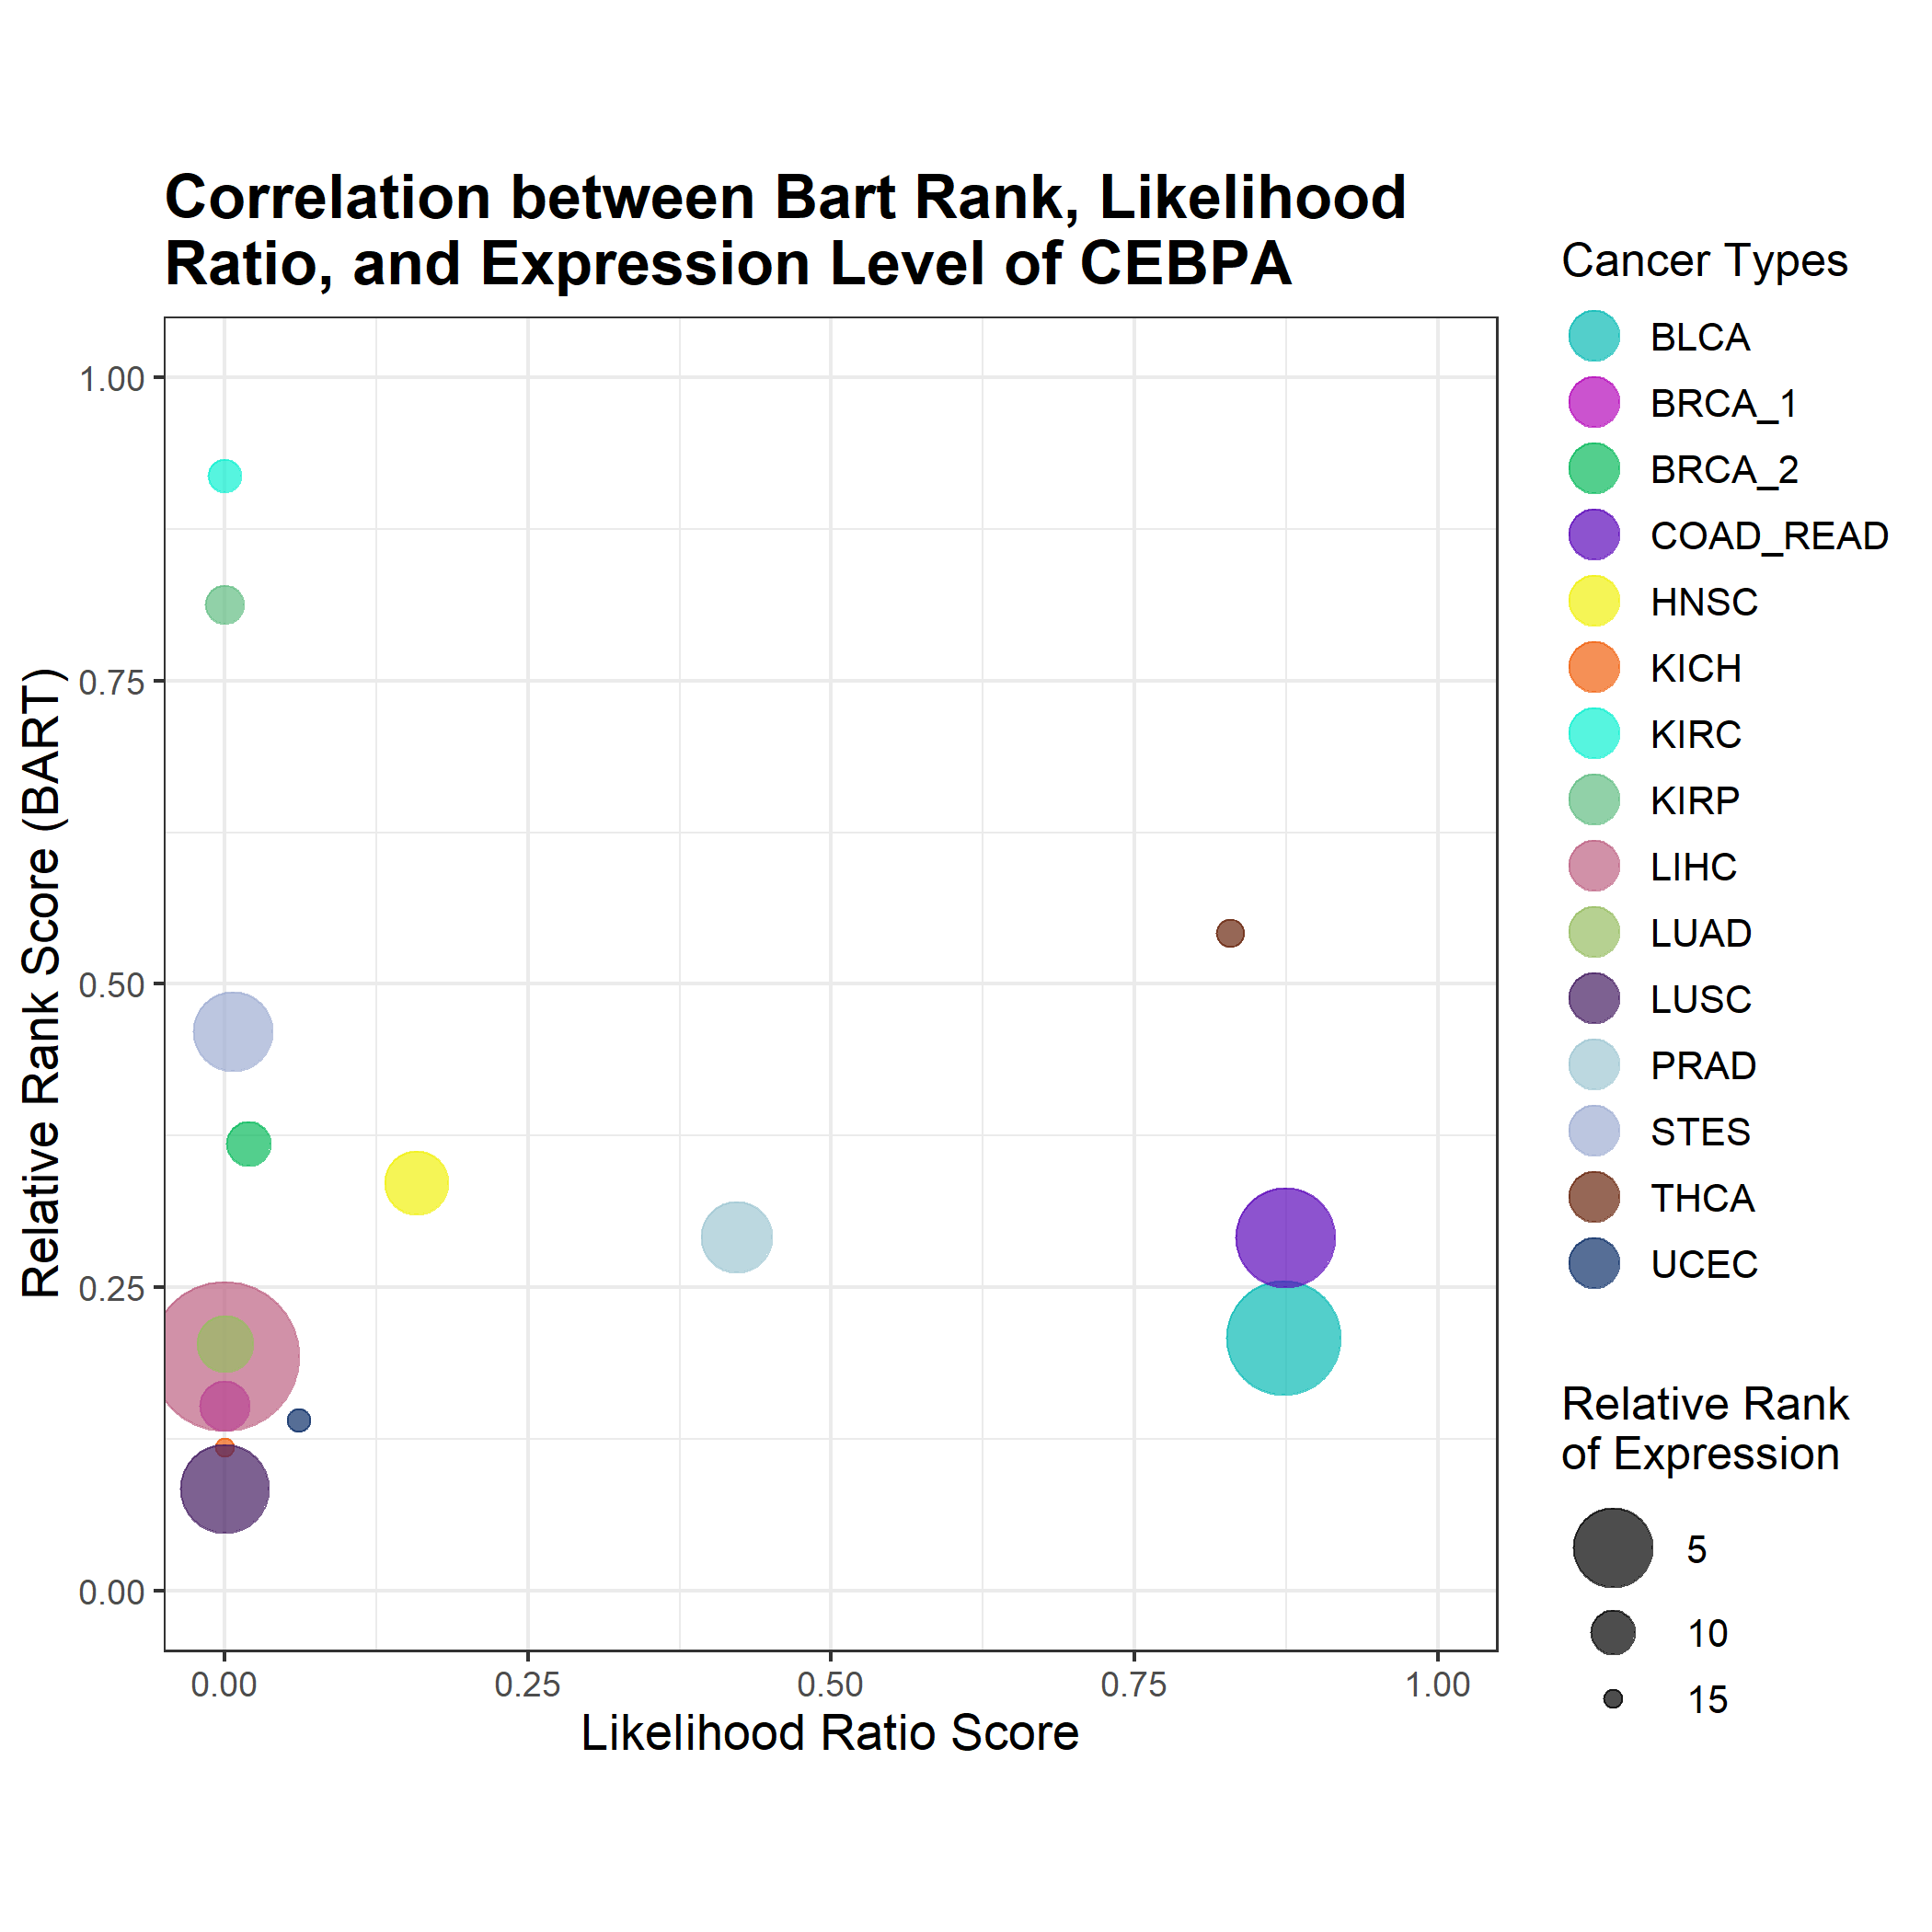 Correlation between Bart Rank, Likelihood
Ratio, and Expression Level of CEBPA
Relative Rank Score (BART)
1.00
0.75
0.50
0.25
0.00
0.00
0.25
0.50
0.75
1.00
Likelihood Ratio Score
Cancer Types
BLCA
BRCA_1
BRCA_2
COAD_READ
HNSC
KICH
KIRC
KIRP
LIHC
LUAD
LUSC
PRAD
STES
THCA
UCEC
Relative Rank
of Expression
5
10
15